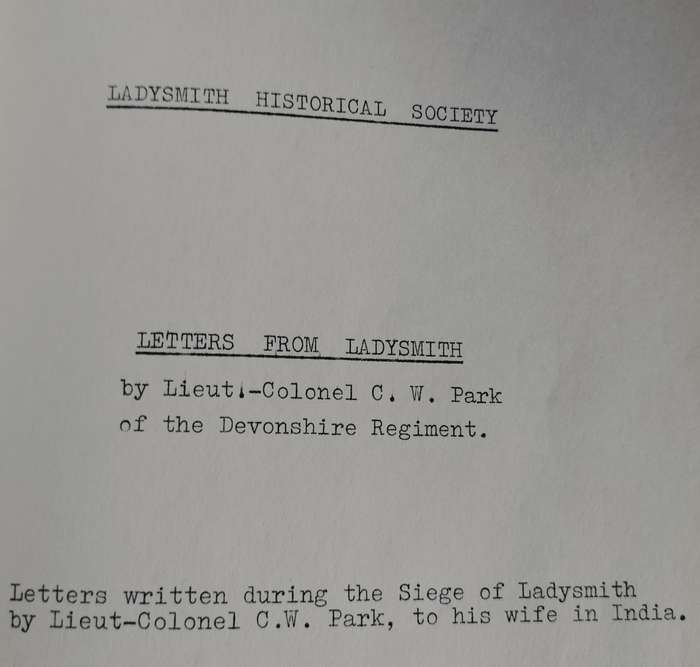 LADYSMITH HISTORICAL SOCIETY
LETTERS FROM LADYSMITH
by Lieut.-Colonel C. W. Park
of the Devonshire Regiment.
Letters written during the Siege of Ladysmith
by Lieut-Colonel C.W. Park, to his wife in India.